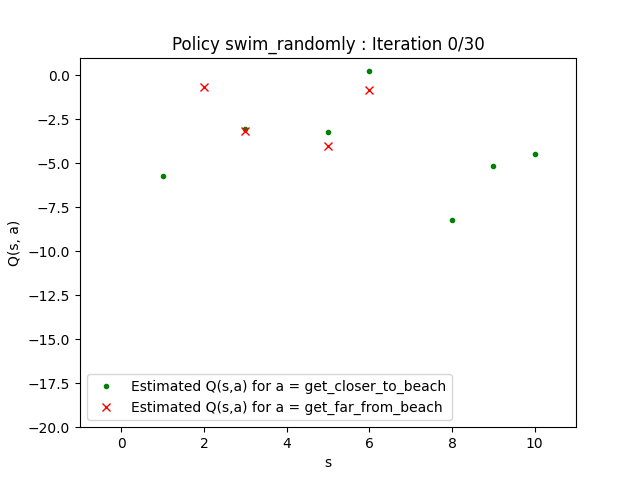 Policy swim_randomly : Iteration 0/30
0.0
−2.5
−5.0
−7.5
−10.0
−12.5
−15.0
−17.5
−20.0
Q(s, a)
Estimated Q(s,a) for a = get_closer_to_beach
Estimated Q(s,a) for a = get_far_from_beach
0 2 4 6 8 10
s